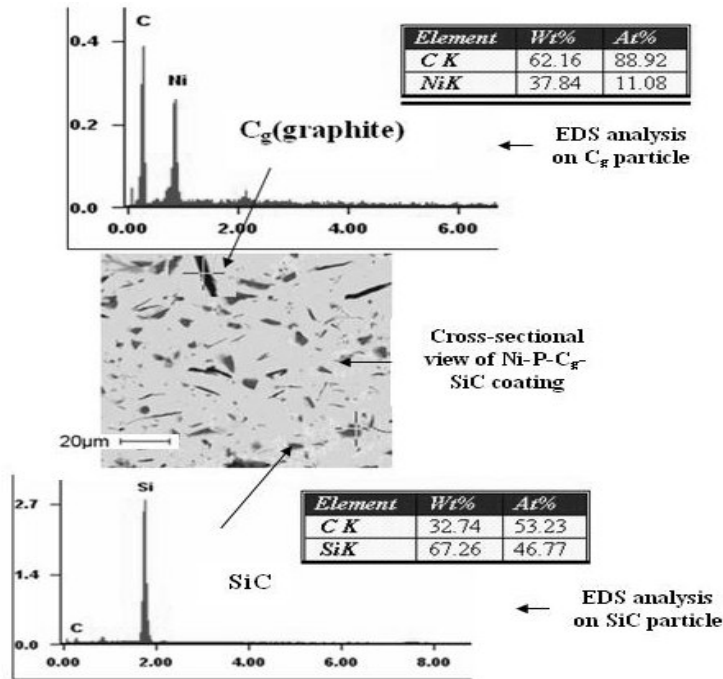 C
0.4
Ni
0.2
0.0
0.00 2.00 4.00 6.00
Element Wt% At%
C K 62.16 88.92
NiK 37.84 11.08
Cg(graphite)
EDS analysis
on Cg particle
Cross-sectional
view of Ni-P-Cg-
SiC coating
20µm
Si
2.7
1.4
C
0.0
0.00 2.00 4.00 6.00 8.00
Element Wt% At%
C K 32.74 53.23
SiK 67.26 46.77
SiC
EDS analysis
on SiC particle